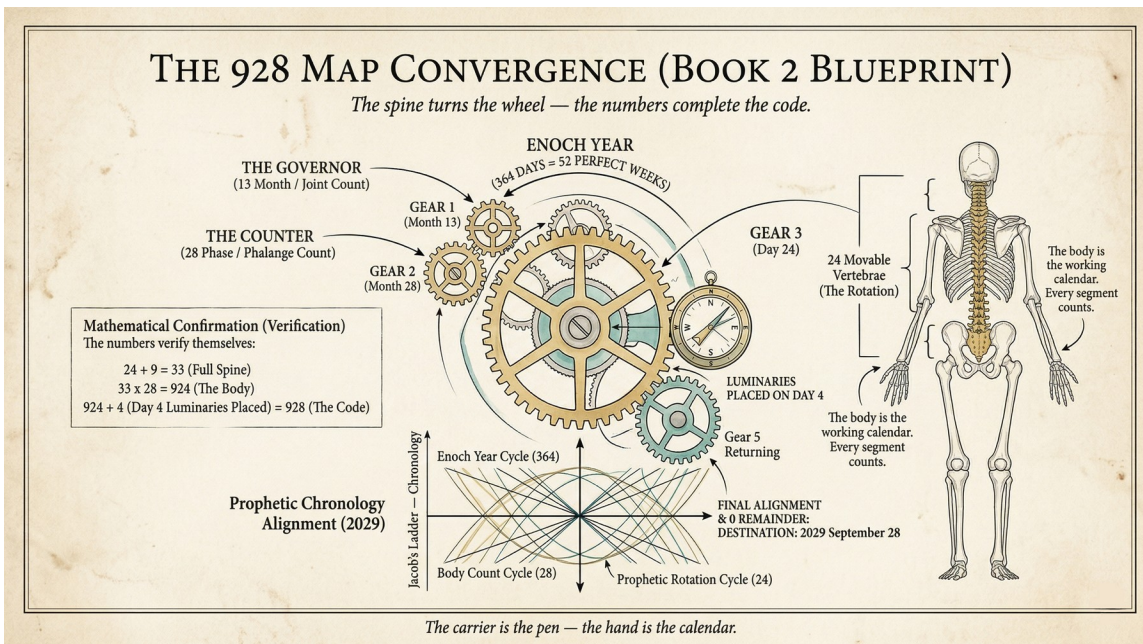 THE 928 MAP CONVERGENCE (BOOK 2 BLUEPRINT)
The spine turns the wheel — the numbers complete the code.
ENOCH YEAR
(364 DAYS = 52 PERFECT WEEKS)
THE GOVERNOR
(13 Month / Joint Count)
GEAR 1
(Month 13)
THE COUNTER
(28 Phase / Phalange Count)
GEAR 2
(Month 28)
GEAR 3
(Day 24)
24 Movable
Vertebrae
(The Rotation)
The body is
the working
calendar.
Every segment
counts.
N
E
S
Mathematical Confirmation (Verification)
The numbers verify themselves:
24 + 9 = 33 (Full Spine)
33 x 28 = 924 (The Body)
924 + 4 (Day 4 Luminaries Placed) = 928 (The Code)
LUMINARIES
PLACED ON DAY 4
The body is the
working calendar.
Every segment
counts.
Gear 5
Returning
Prophetic Chronology
Alignment (2029)
Jacob's Ladder — Chronology
Enoch Year Cycle (364)
Body Count Cycle (28)
Prophetic Rotation Cycle (24)
FINAL ALIGNMENT
& 0 REMAINDER:
DESTINATION: 2029 September 28
The carrier is the pen — the hand is the calendar.